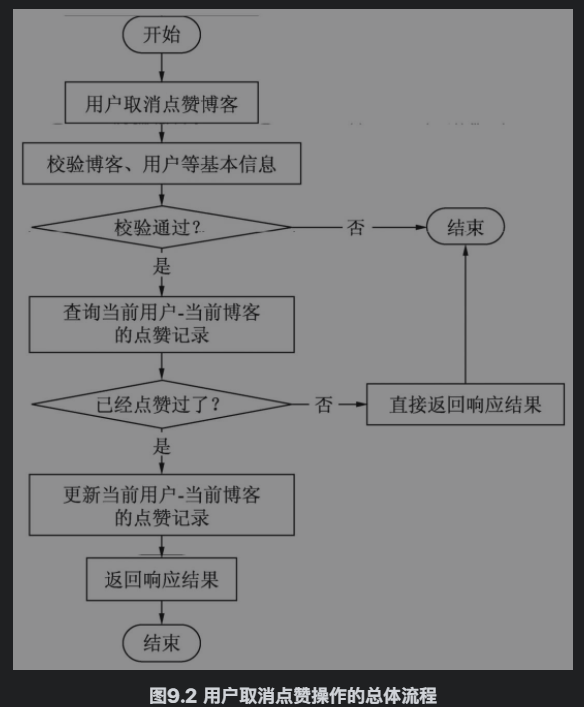 开始
用户取消点赞博客
校验博客、用户等基本信息
校验通过?
否
结束
是
查询当前用户-当前博客
的点赞记录
已经点赞过了?
否
直接返回响应结果
是
更新当前用户-当前博客
的点赞记录
返回响应结果
结束
图9.2 用户取消点赞操作的总体流程